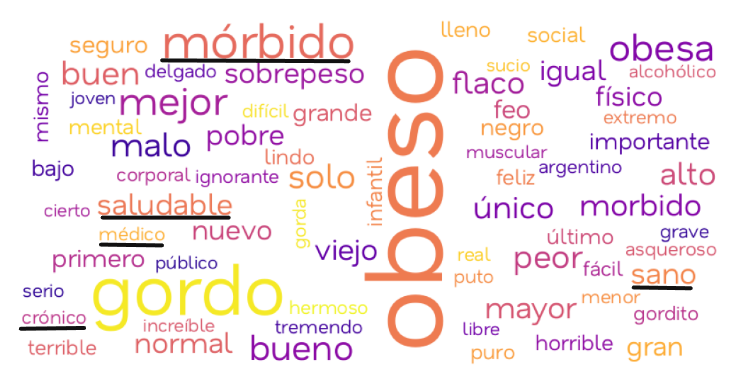 seguro mórbido
buen delgado sobrepeso
mismo joven mejor difícil grande
mental malo pobre
bajo lindo
corporal ignorante solo infantil
cierto saludable
médico nuevo gorda
primero público viejo
serio gordo
hermoso
crónico increíble tremendo
terrible normal bueno
obeso
lleno social obesa
sucio igual alcohólico
flaco físico
feo extremo
negro importante
muscular argentino
feliz alto
único morbido
último grave
real peor asqueroso
puto fácil sano
mayor menor gordito
libre
puro horrible gran